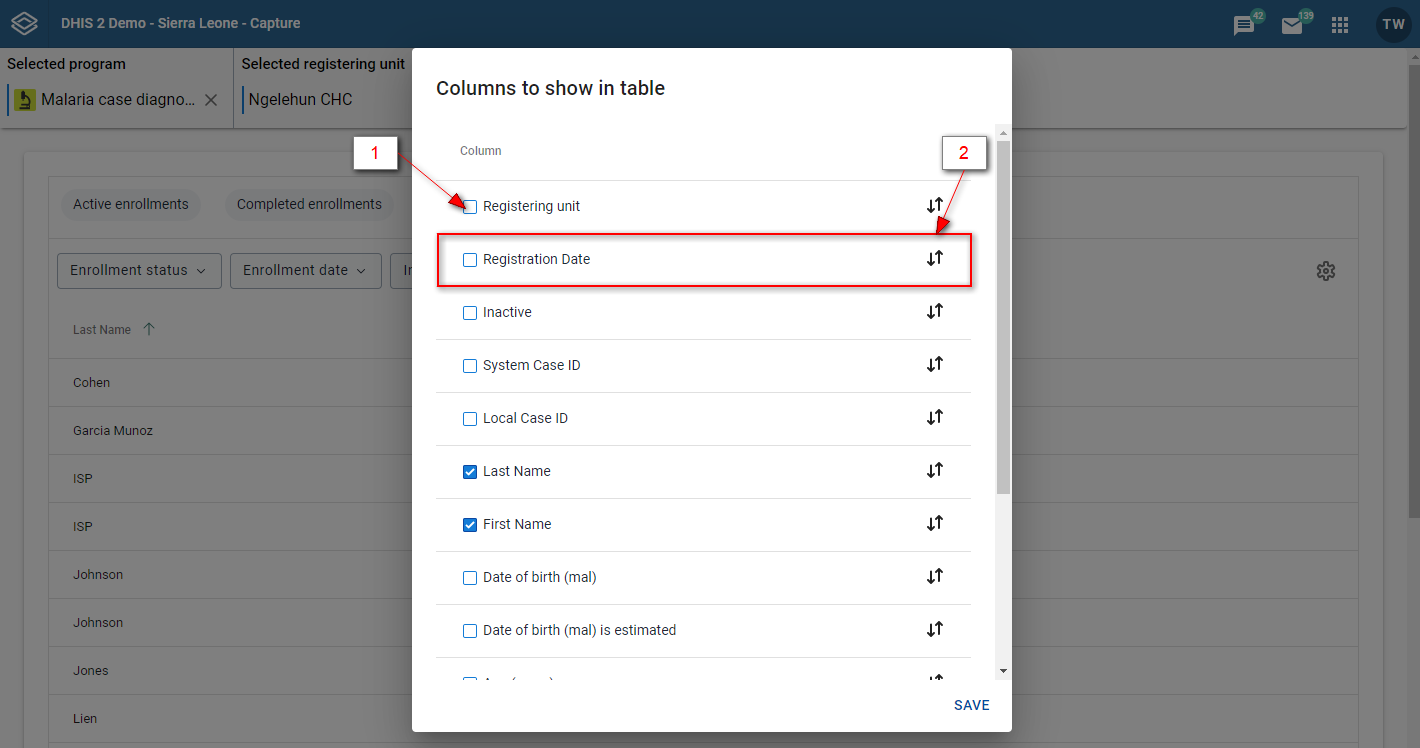 DHIS 2 Demo - Sierra Leone - Capture
42
139
TW
Selected program
Malaria case diagno...
Selected registering unit
Ngelehun CHC
Active enrollments
Completed enrollments
Enrollment status
Enrollment date
Last Name
Cohen
Garcia Munoz
ISP
ISP
Johnson
Johnson
Jones
Lien
Columns to show in table
Column
1
2
Registering unit
Registration Date
Inactive
System Case ID
Local Case ID
Last Name
First Name
Date of birth (mal)
Date of birth (mal) is estimated
SAVE